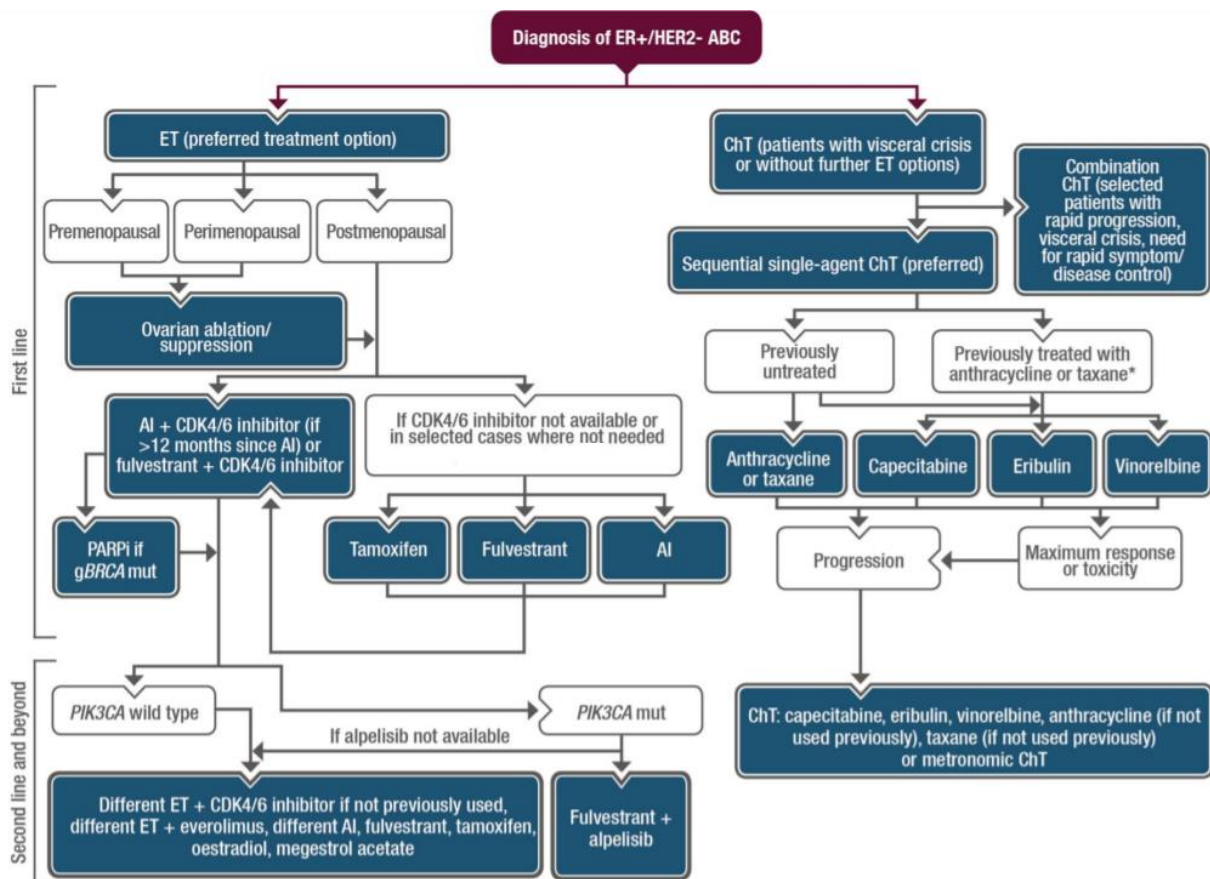 Diagnosis of ER+/HER2- ABC
First line
ET (preferred treatment option)
Premenopausal
Perimenopausal
Postmenopausal
Ovarian ablation/
suppression
AI + CDK4/6 inhibitor (if
>12 months since AI) or
fulvestrant + CDK4/6 inhibitor
If CDK4/6 inhibitor not available or
in selected cases where not needed
PARPi if
gBRCA mut
Tamoxifen
Fulvestrant
AI
ChT (patients with visceral crisis
or without further ET options)
Combination
ChT (selected
patients with
rapid progression,
visceral crisis, need
for rapid symptom/
disease control)
Sequential single-agent ChT (preferred)
Previously
untreated
Previously treated with
anthracycline or taxane*
Anthracycline
or taxane
Capecitabine
Eribulin
Vinorelbine
Progression
Maximum response
or toxicity
Second line and beyond
PIK3CA wild type
PIK3CA mut
If alpelisib not available
Different ET + CDK4/6 inhibitor if not previously used,
different ET + everolimus, different AI, fulvestrant, tamoxifen,
oestradiol, megestrol acetate
Fulvestrant +
alpelisib
ChT: capecitabine, eribulin, vinorelbine, anthracycline (if not
used previously), taxane (if not used previously)
or metronomic ChT